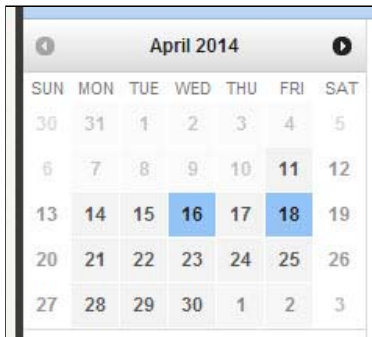 April 2014
SUN MON TUE WED THU FRI SAT
30 31 1 2 3 4 5
6 7 8 9 10 11 12
13 14 15 16 17 18 19
20 21 22 23 24 25 26
27 28 29 30 1 2 3